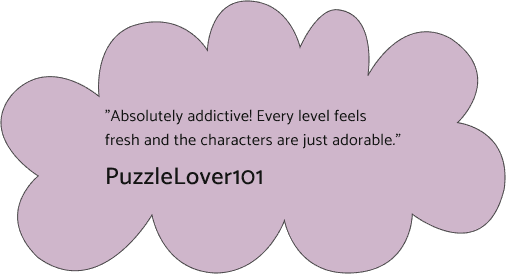 ”Absolutely addictive! Every level feels
fresh and the characters are just adorable.”
PuzzleLover101